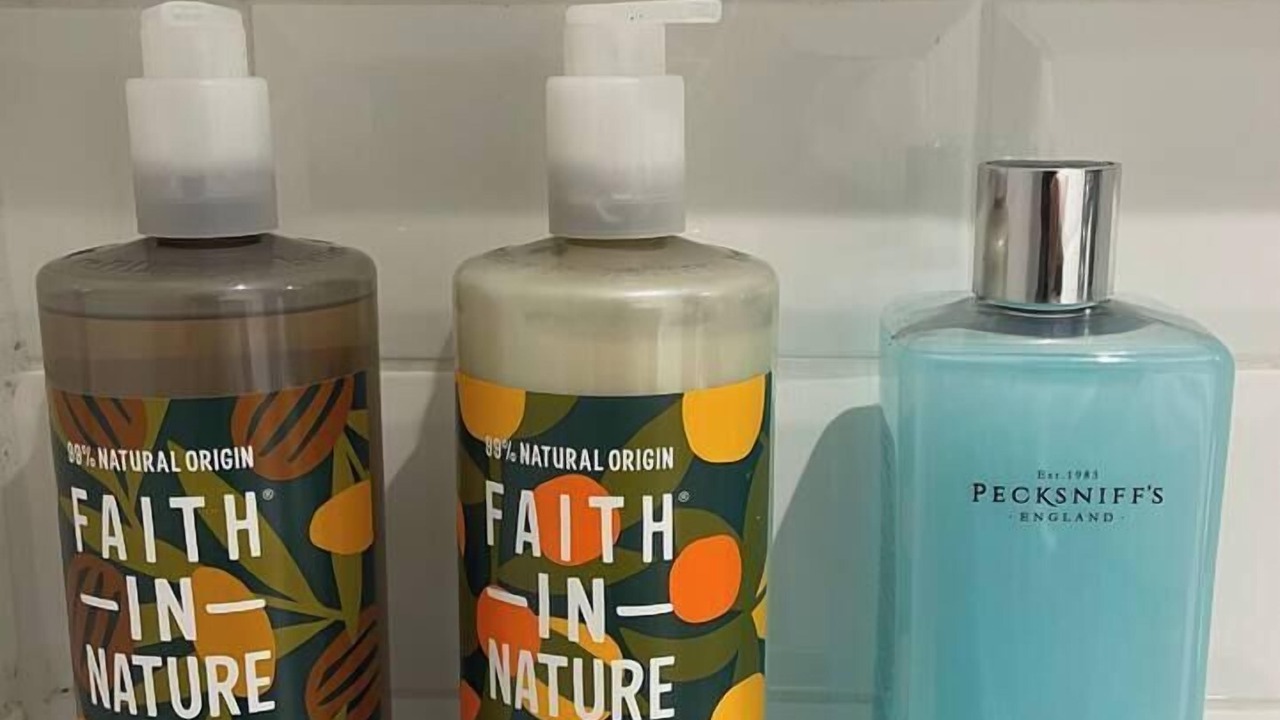 99% NATURAL ORIGIN
FAITH®
—IN—
NATURE
99% NATURAL ORIGIN
FAITH®
—IN—
NATURE
Est.1983
PECKSNIFF'S
·ENGLAND·